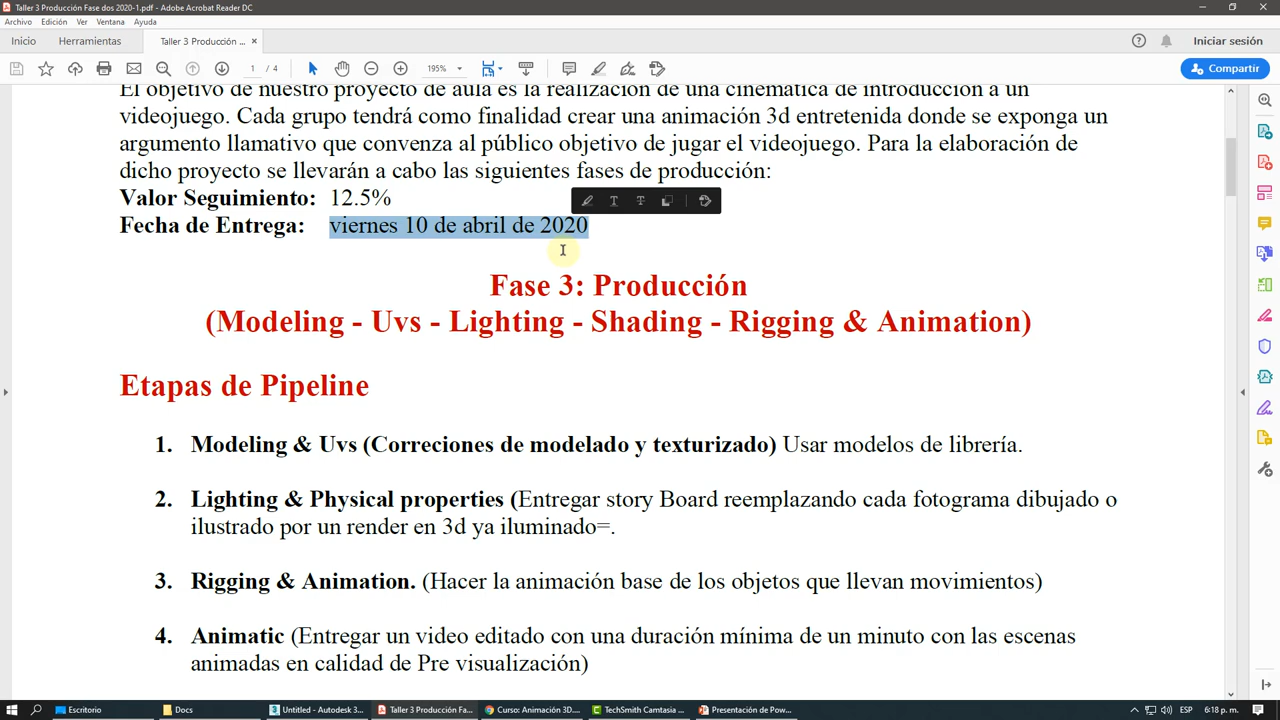 Taller 3 Producción Fase dos 2020-1.pdf - Adobe Acrobat Reader DC
Archivo Edición Ver Ventana Ayuda
Inicio Herramientas Taller 3 Producción ... × Iniciar sesión
1 / 4 195% Compartir
El objetivo de nuestro proyecto de aula es la realización de una cinemática de introducción a un
videojuego. Cada grupo tendrá como finalidad crear una animación 3d entretenida donde se exponga un
argumento llamativo que convenza al público objetivo de jugar el videojuego. Para la elaboración de
dicho proyecto se llevarán a cabo las siguientes fases de producción:
Valor Seguimiento: 12.5%
Fecha de Entrega: viernes 10 de abril de 2020
Fase 3: Producción
(Modeling - Uvs - Lighting - Shading - Rigging & Animation)
Etapas de Pipeline
1. Modeling & Uvs (Correciones de modelado y texturizado) Usar modelos de librería.
2. Lighting & Physical properties (Entregar story Board reemplazando cada fotograma dibujado o
ilustrado por un render en 3d ya iluminado=.
3. Rigging & Animation. (Hacer la animación base de los objetos que llevan movimientos)
4. Animatic (Entregar un video editado con una duración mínima de un minuto con las escenas
animadas en calidad de Pre visualización)
Escritorio Docs Untitled - Autodesk 3... Taller 3 Producción Fa... Curso: Animación 3D.... TechSmith Camtasia ... Presentación de Pow... ESP 6:18 p. m.